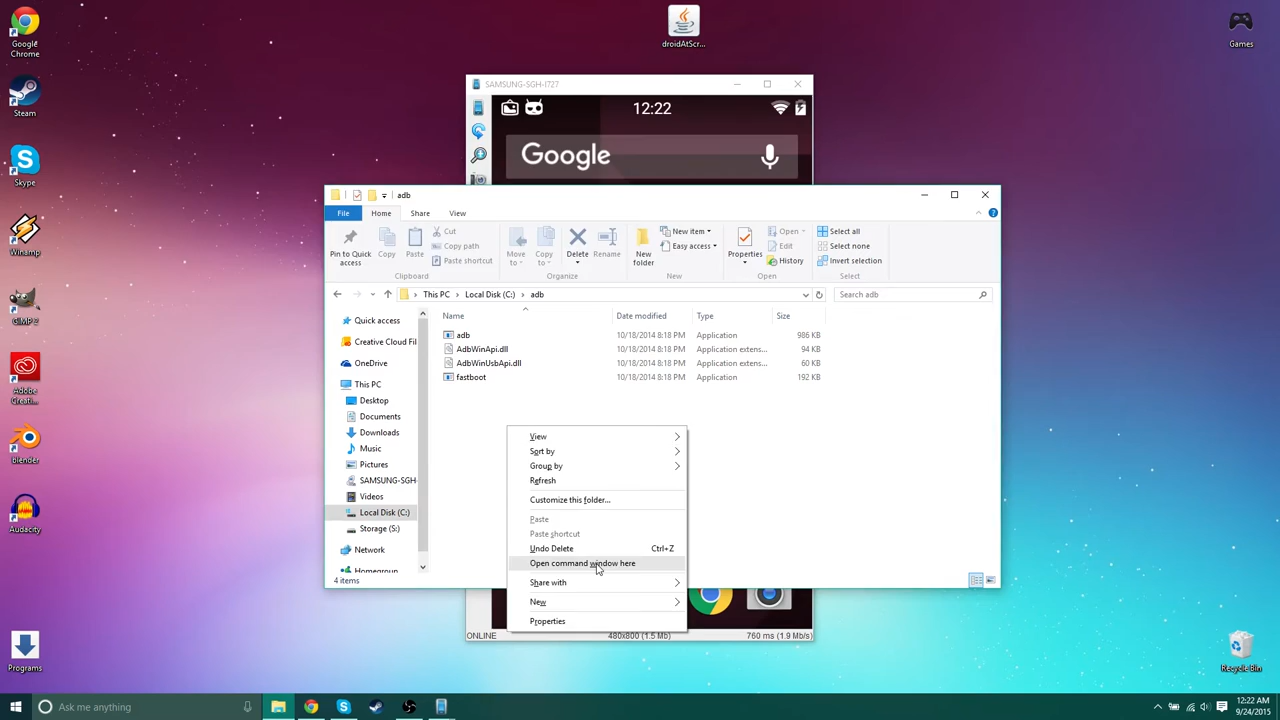 Google
Chrome
Steam
Skype
Winamp
Adobe
Creati...
Blender
Audacity
Programs
droidAtScr...
Games
Recycle Bin
SAMSUNG-SGH-I727
12:22
Google
adb
File Home Share View
Pin to Quick
access
Copy
Paste
Cut
Copy path
Paste shortcut
Clipboard
Move
to
Copy
to
Delete
Rename
Organize
New
folder
New item
Easy access
New
Properties
Open
Edit
History
Open
Select all
Select none
Invert selection
Select
This PC Local Disk (C:) adb
Search adb
Name Date modified Type Size
adb 10/18/2014 8:18 PM Application 986 KB
AdbWinApi.dll 10/18/2014 8:18 PM Application extens... 94 KB
AdbWinUsbApi.dll 10/18/2014 8:18 PM Application extens... 60 KB
fastboot 10/18/2014 8:18 PM Application 192 KB
Quick access
Creative Cloud Fil
OneDrive
This PC
Desktop
Documents
Downloads
Music
Pictures
SAMSUNG-SGH-
Videos
Local Disk (C:)
Storage (S:)
Network
Homegroup
4 items
View
Sort by
Group by
Refresh
Customize this folder...
Paste
Paste shortcut
Undo Delete Ctrl+Z
Open command window here
Share with
New
Properties
ONLINE 480x800 (1.5 Mb) 760 ms (1.9 Mb/s)
Ask me anything
12:22 AM
9/24/2015